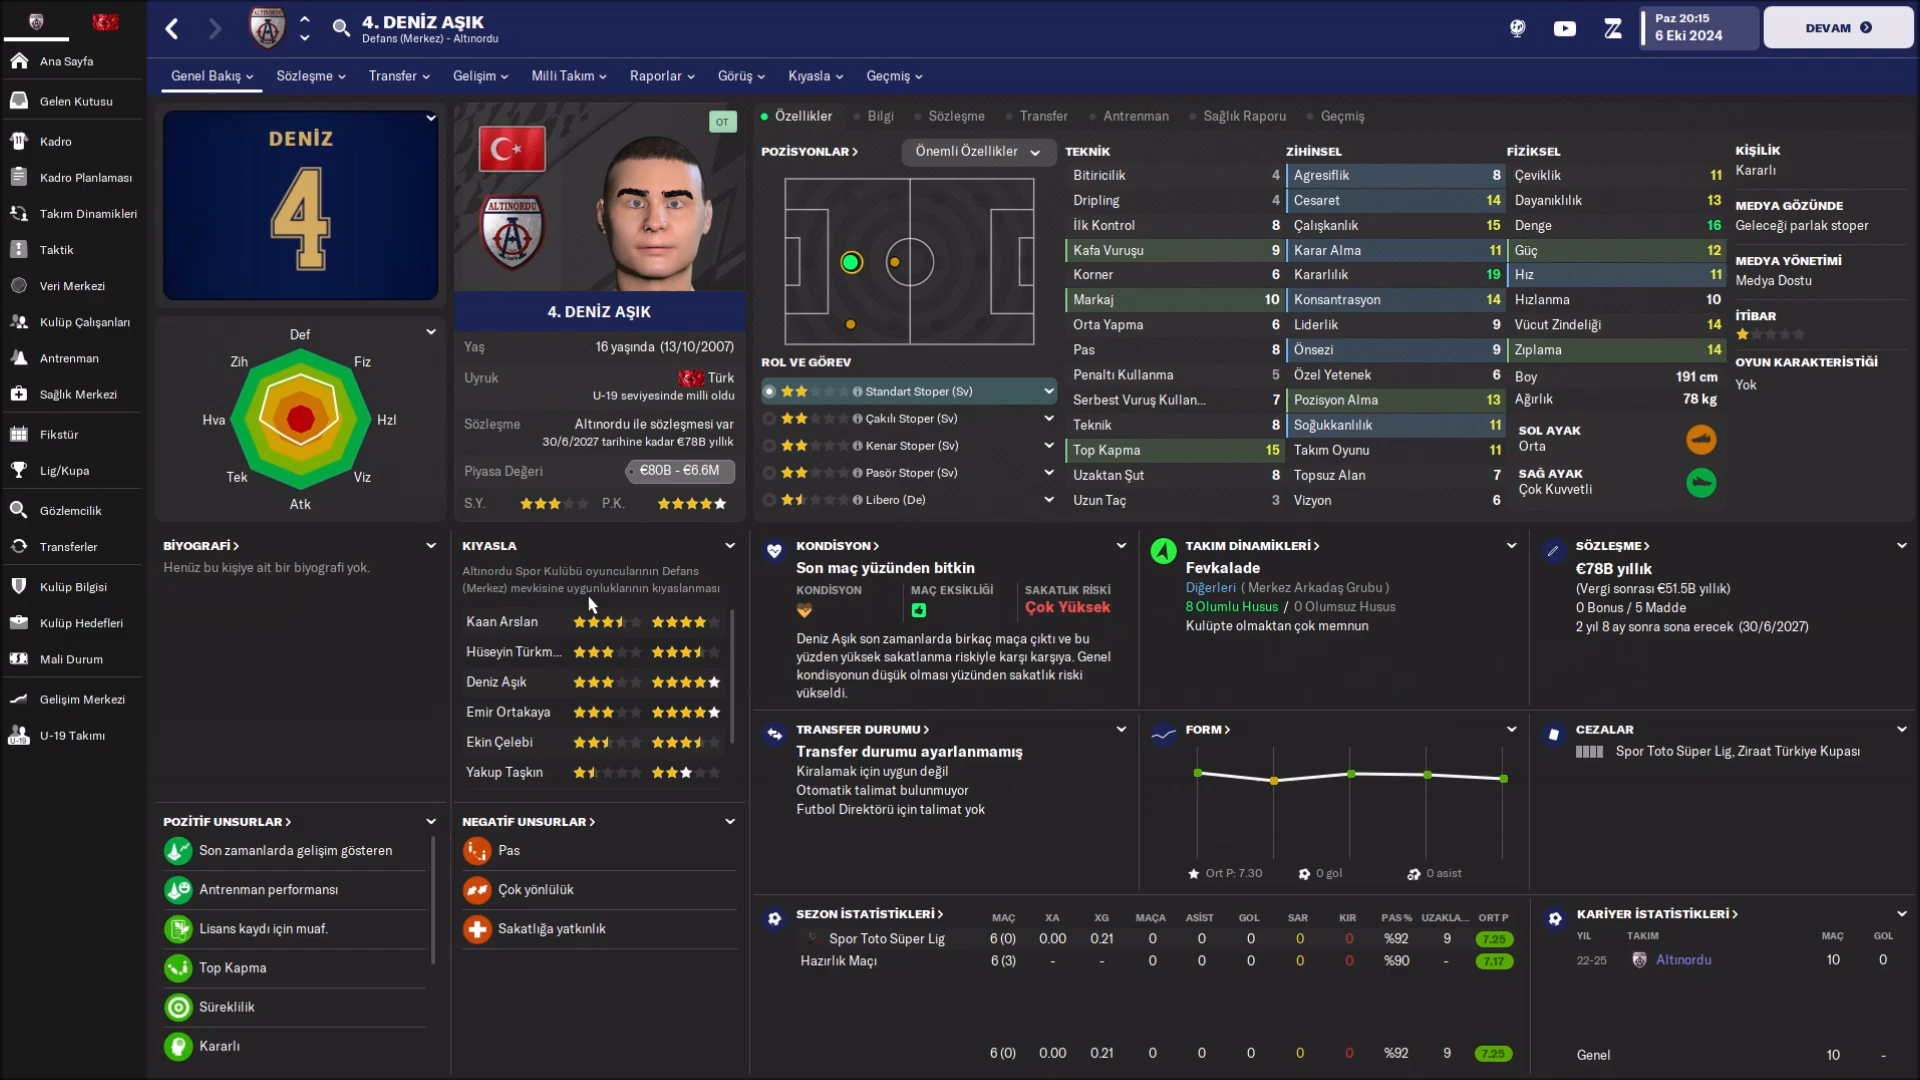 4. DENİZ AŞIK
Defans (Merkez) - Altınordu
Paz 20:15
6 Eki 2024
DEVAM
Ana Sayfa
Gelen Kutusu
Kadro
Kadro Planlaması
Takım Dinamikleri
Taktik
Veri Merkezi
Kulüp Çalışanları
Antrenman
Sağlık Merkezi
Fikstür
Lig/Kupa
Gözlemcilik
Transferler
Kulüp Bilgisi
Kulüp Hedefleri
Mali Durum
Gelişim Merkezi
U-19 U-19 Takımı
Genel Bakış Sözleşme Transfer Gelişim Milli Takım Raporlar Görüş Kıyasla Geçmiş
DENİZ
4
Def
Fiz
Hzl
Viz
Atk
Tek
Hva
Zih
OT
ALTINORDU
4. DENİZ AŞIK
Yaş 16 yaşında (13/10/2007)
Uyruk Türk
U-19 seviyesinde milli oldu
Sözleşme Altınordu ile sözleşmesi var
30/6/2027 tarihine kadar €78B yıllık
Piyasa Değeri €80B - €6.6M
S.Y. P.K.
Özellikler Bilgi Sözleşme Transfer Antrenman Sağlık Raporu Geçmiş
POZİSYONLAR>
Önemli Özellikler
ROL VE GÖREV
Standart Stoper (Sv)
Çakılı Stoper (Sv)
Kenar Stoper (Sv)
Pasör Stoper (Sv)
Libero (De)
TEKNİK
Bitiricilik 4
Dripling 4
İlk Kontrol 8
Kafa Vuruşu 9
Korner 6
Markaj 10
Orta Yapma 6
Pas 8
Penaltı Kullanma 5
Serbest Vuruş Kullan... 7
Teknik 8
Top Kapma 15
Uzaktan Şut 8
Uzun Taç 3
ZİHİNSEL
Agresiflik 8
Cesaret 14
Çalışkanlık 15
Karar Alma 11
Kararlılık 19
Konsantrasyon 14
Liderlik 9
Önsezi 9
Özel Yetenek 6
Pozisyon Alma 13
Soğukkanlılık 11
Takım Oyunu 11
Topsuz Alan 7
Vizyon 6
FİZİKSEL
Çeviklik 11
Dayanıklılık 13
Denge 16
Güç 12
Hız 11
Hızlanma 10
Vücut Zindeliği 14
Zıplama 14
Boy 191 cm
Ağırlık 78 kg
SOL AYAK
Orta
SAĞ AYAK
Çok Kuvvetli
KİŞİLİK
Kararlı
MEDYA GÖZÜNDE
Geleceği parlak stoper
MEDYA YÖNETİMİ
Medya Dostu
İTİBAR
OYUN KARAKTERİSTİĞİ
Yok
BİYOGRAFİ>
Henüz bu kişiye ait bir biyografi yok.
KIYASLA
Altınordu Spor Kulübü oyuncularının Defans
(Merkez) mevkisine uygunluklarının kıyaslanması
Kaan Arslan
Hüseyin Türkm...
Deniz Aşık
Emir Ortakaya
Ekin Çelebi
Yakup Taşkın
KONDİSYON>
Son maç yüzünden bitkin
KONDİSYON MAÇ EKSİKLİĞİ SAKATLIK RİSKİ
Çok Yüksek
Deniz Aşık son zamanlarda birkaç maça çıktı ve bu
yüzden yüksek sakatlanma riskiyle karşı karşıya. Genel
kondisyonun düşük olması yüzünden sakatlık riski
yükseldi.
TAKIM DİNAMİKLERİ>
Fevkalade
Diğerleri ( Merkez Arkadaş Grubu )
8 Olumlu Husus / 0 Olumsuz Husus
Kulüpte olmaktan çok memnun
SÖZLEŞME>
€78B yıllık
(Vergi sonrası €51.5B yıllık)
0 Bonus / 5 Madde
2 yıl 8 ay sonra sona erecek (30/6/2027)
TRANSFER DURUMU>
Transfer durumu ayarlanmamış
Kiralamak için uygun değil
Otomatik talimat bulunmuyor
Futbol Direktörü için talimat yok
FORM>
Ort P: 7.30 0 gol 0 asist
CEZALAR
Spor Toto Süper Lig, Ziraat Türkiye Kupası
POZİTİF UNSURLAR>
Son zamanlarda gelişim gösteren
Antrenman performansı
Lisans kaydı için muaf.
Top Kapma
Süreklilik
Kararlı
NEGATİF UNSURLAR>
Pas
Çok yönlülük
Sakatlığa yatkınlık
SEZON İSTATİSTİKLERİ> MAÇ XA XG MAÇA ASİST GOL SAR KIR PAS % UZAKLA... ORT P
Spor Toto Süper Lig 6 (0) 0.00 0.21 0 0 0 0 0 %92 9 7.25
Hazırlık Maçı 6 (3) - - 0 0 0 0 0 %90 - 7.17
6 (0) 0.00 0.21 0 0 0 0 0 %92 9 7.25
KARİYER İSTATİSTİKLERİ>
YIL TAKIM MAÇ GOL
22-25 Altınordu 10 0
Genel 10 -